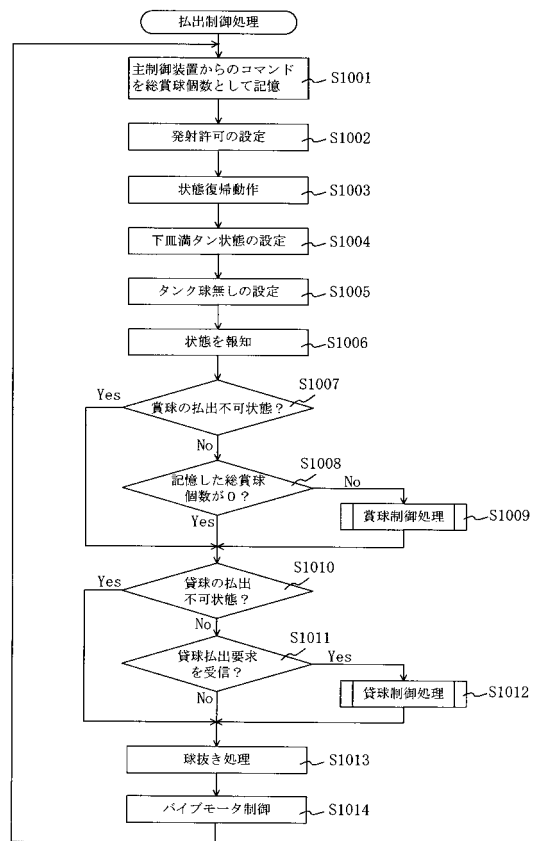 払出制御処理
主制御装置からのコマンド
を総賞球個数として記憶
S1001
発射許可の設定
S1002
状態復帰動作
S1003
下皿満タン状態の設定
S1004
タンク球無しの設定
S1005
状態を報知
S1006
S1007
Yes
賞球の払出不可状態?
No
S1008
記憶した総賞球
個数が0?
No
Yes
賞球制御処理
S1009
Yes
S1010
貸球の払出
不可状態?
No
S1011
貸球払出要求
を受信?
Yes
No
貸球制御処理
S1012
球抜き処理
S1013
バイブモータ制御
S1014